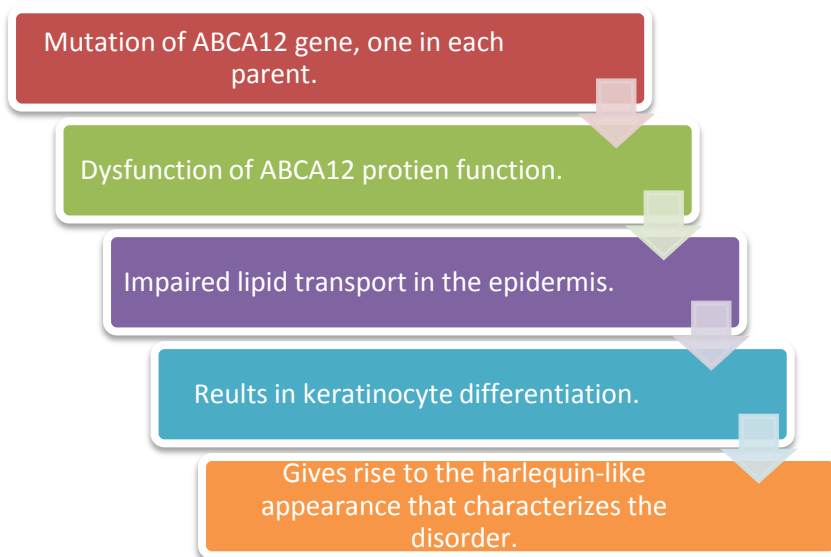 Mutation of ABCA12 gene, one in each
parent.
Dysfunction of ABCA12 protien function.
Impaired lipid transport in the epidermis.
Reults in keratinocyte differentiation.
Gives rise to the harlequin-like
appearance that characterizes the
disorder.